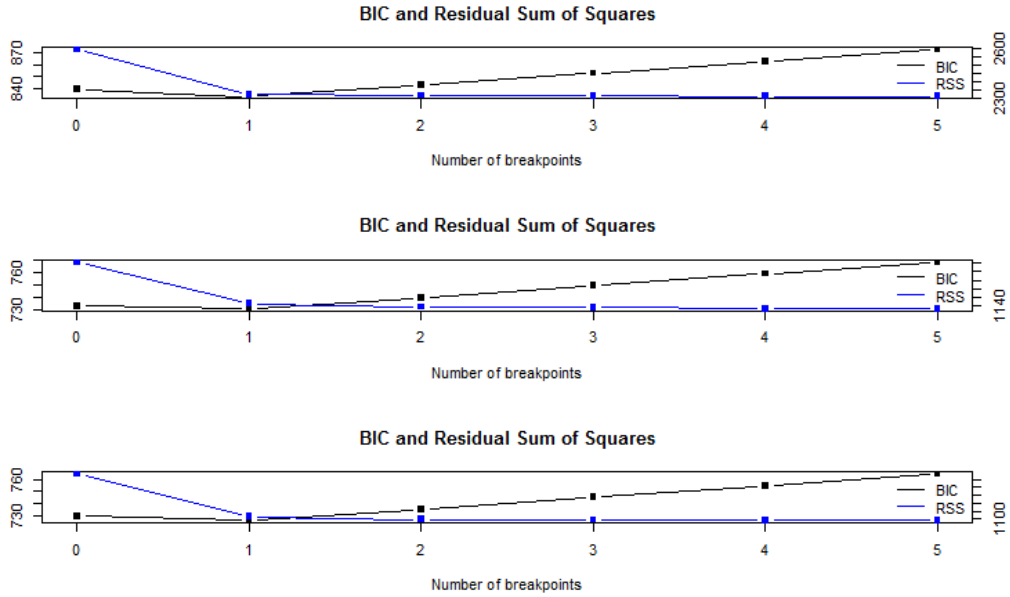 BIC and Residual Sum of Squares
870
840
2600
2300
BIC
RSS
0 1 2 3 4 5
Number of breakpoints
BIC and Residual Sum of Squares
760
730
1140
BIC
RSS
0 1 2 3 4 5
Number of breakpoints
BIC and Residual Sum of Squares
760
730
1100
BIC
RSS
0 1 2 3 4 5
Number of breakpoints